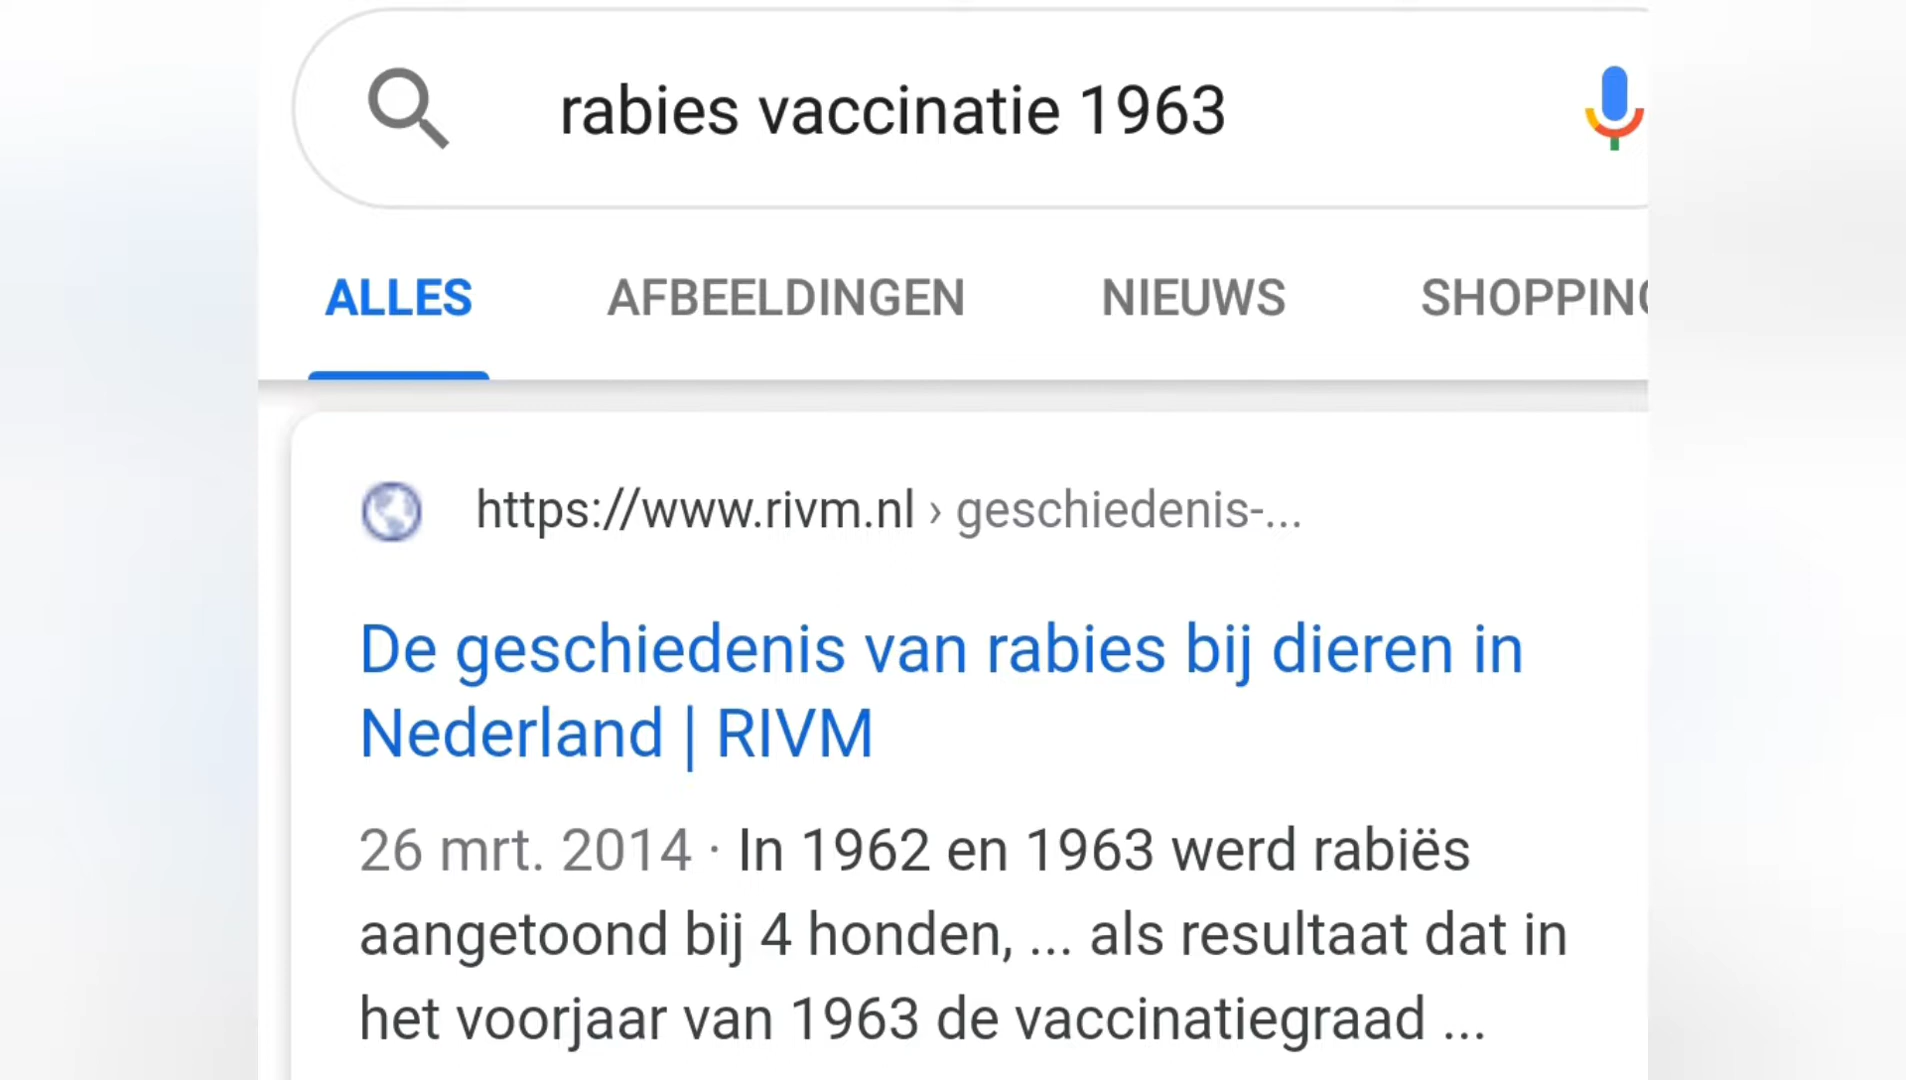 rabies vaccinatie 1963
ALLES AFBEELDINGEN NIEUWS SHOPPING
https://www.rivm.nl › geschiedenis-...
De geschiedenis van rabies bij dieren in
Nederland | RIVM
26 mrt. 2014 · In 1962 en 1963 werd rabiës
aangetoond bij 4 honden, ... als resultaat dat in
het voorjaar van 1963 de vaccinatiegraad ...